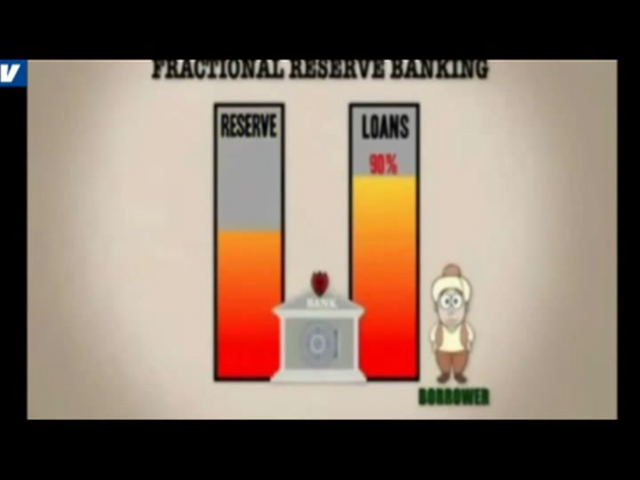 V
FRACTIONAL RESERVE BANKING
RESERVE
LOANS
90%
BANK
BORROWER